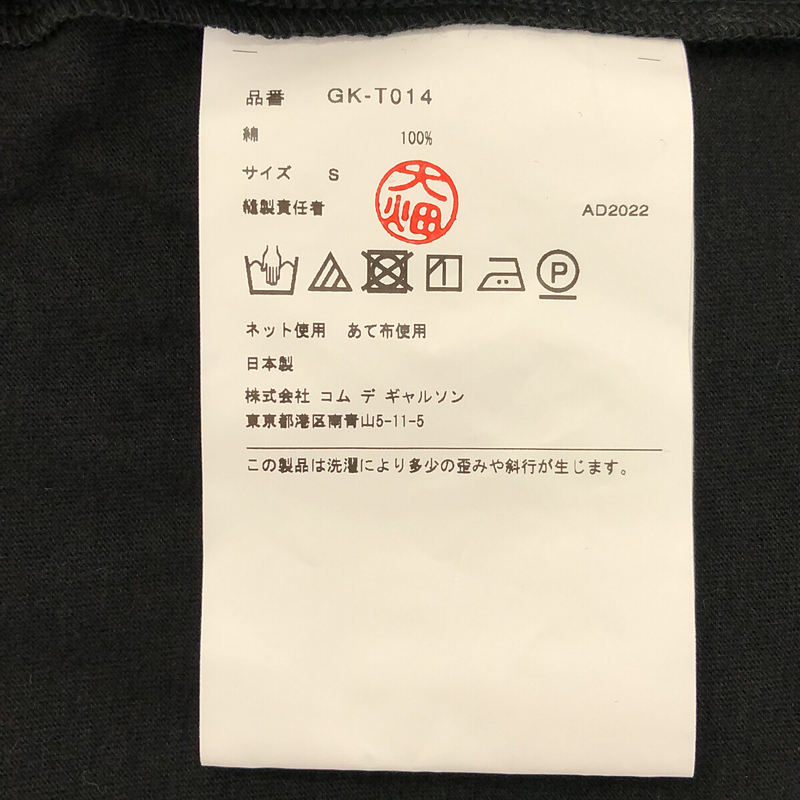 品番 GK-T014
綿 100%
サイズ S
縫製責任者 大畑 AD2022
P
ネット使用 あて布使用
日本製
株式会社 コム デ ギャルソン
東京都港区南青山5-11-5
この製品は洗濯により多少の歪みや斜行が生じます。